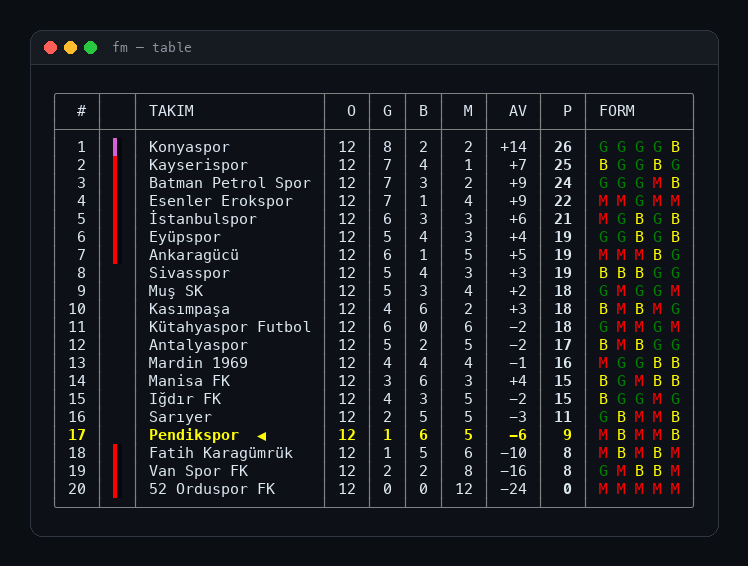 fm — table
# TAKIM O G B M AV P FORM
1 Konyaspor 12 8 2 2 +14 26 G G G G B
2 Kayserispor 12 7 4 1 +7 25 B G G B G
3 Batman Petrol Spor 12 7 3 2 +9 24 G G G M B
4 Esenler Erokspor 12 7 1 4 +9 22 M M G M M
5 İstanbulspor 12 6 3 3 +6 21 M G B G B
6 Eyüpspor 12 5 4 3 +4 19 G G B G B
7 Ankaragücü 12 6 1 5 +5 19 M M M B G
8 Sivasspor 12 5 4 3 +3 19 B B B G G
9 Muş SK 12 5 3 4 +2 18 G M G G M
10 Kasımpaşa 12 4 6 2 +3 18 B M B M G
11 Kütahyaspor Futbol 12 6 0 6 −2 18 G M M G M
12 Antalyaspor 12 5 2 5 −2 17 B M B G G
13 Mardin 1969 12 4 4 4 −1 16 M G G B B
14 Manisa FK 12 3 6 3 +4 15 B G M B B
15 Iğdır FK 12 4 3 5 −2 15 B G G M G
16 Sarıyer 12 2 5 5 −3 11 G B M M B
17 Pendikspor ◀ 12 1 6 5 −6 9 M B M M B
18 Fatih Karagümrük 12 1 5 6 −10 8 M B M B M
19 Van Spor FK 12 2 2 8 −16 8 G M B B M
20 52 Orduspor FK 12 0 0 12 −24 0 M M M M M